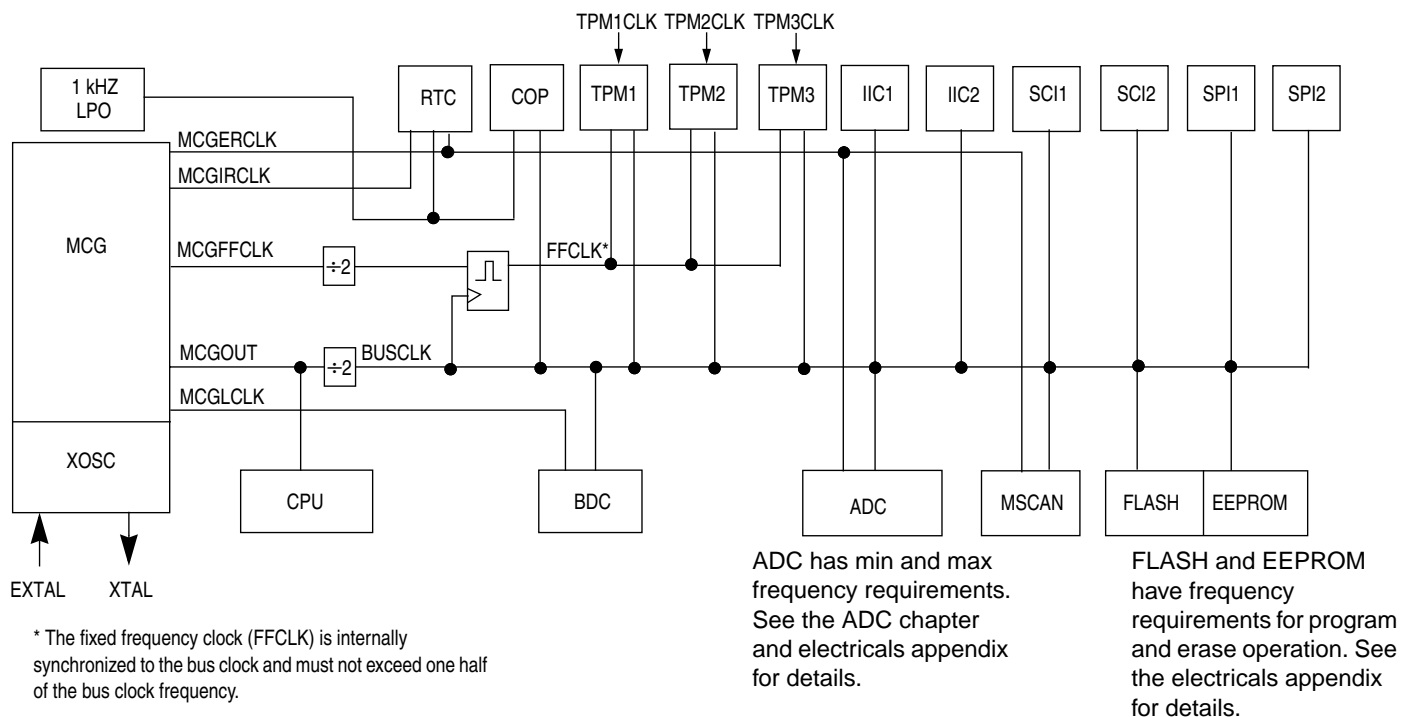 TPM1CLK TPM2CLK TPM3CLK
1 kHZ
LPO
RTC
COP
TPM1
TPM2
TPM3
IIC1
IIC2
SCI1
SCI2
SPI1
SPI2
MCGERCLK
MCGIRCLK
MCG
MCGFFCLK
÷2
FFCLK*
MCGOUT
÷2
BUSCLK
MCGLCLK
XOSC
CPU
BDC
ADC
MSCAN
FLASH
EEPROM
EXTAL
XTAL
* The fixed frequency clock (FFCLK) is internally
synchronized to the bus clock and must not exceed one half
of the bus clock frequency.
ADC has min and max
frequency requirements.
See the ADC chapter
and electricals appendix
for details.
FLASH and EEPROM
have frequency
requirements for program
and erase operation. See
the electricals appendix
for details.